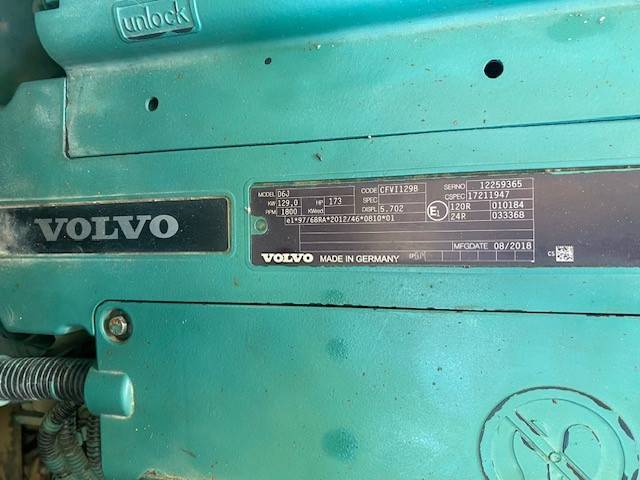 unlock
VOLVO
MODEL D6J CODE CFVI129B SERNO 12259365
KW 129,0 HP 173 SPEC CSPEC 17211947
RPM 1800 KWeed DISPL 5.702 E1 120R 010184
e1*97/68RA*2012/46*0810*01 24R 033368
MFGDATE 08/2018
VOLVO MADE IN GERMANY
CS